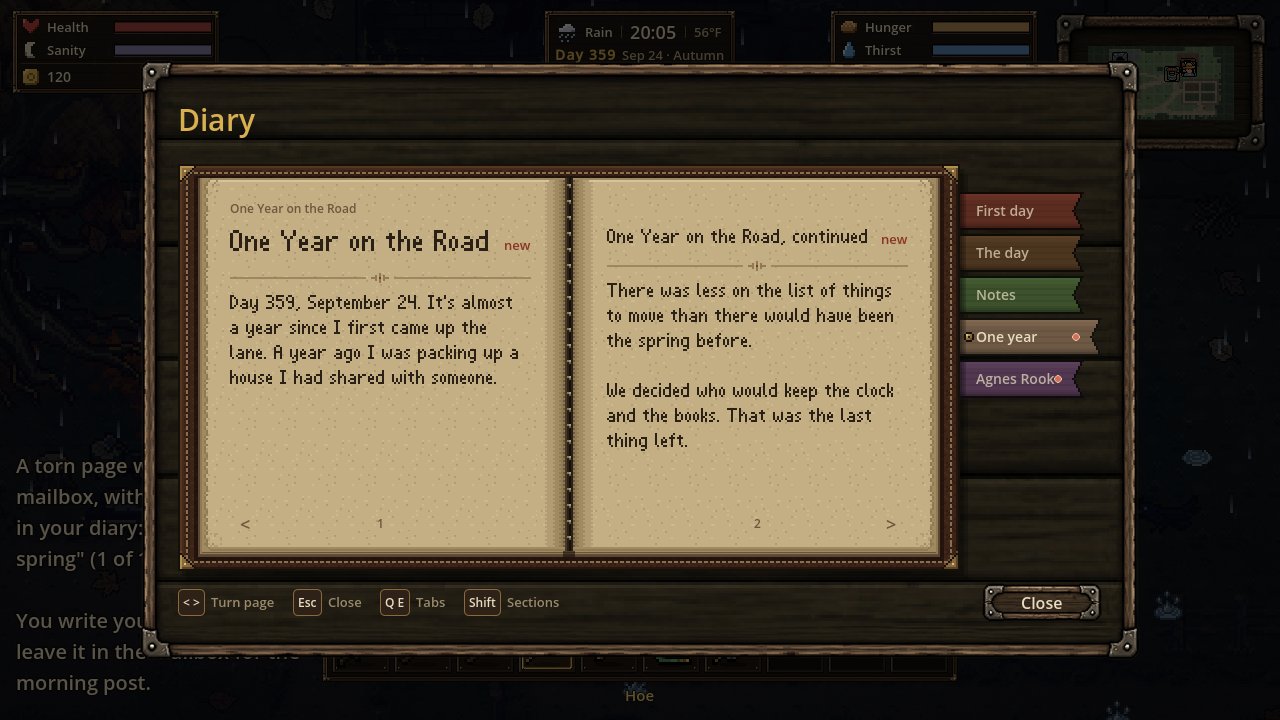 Health
Sanity
120
Rain
20:05
56°F
Day 359 Sep 24 · Autumn
Hunger
Thirst
Diary
One Year on the Road
One Year on the Road new
Day 359, September 24. It's almost
a year since I first came up the
lane. A year ago I was packing up a
house I had shared with someone.
< 1
One Year on the Road, continued new
There was less on the list of things
to move than there would have been
the spring before.
We decided who would keep the clock
and the books. That was the last
thing left.
2 >
First day
The day
Notes
One year
Agnes Rook
A torn page
mailbox, with
in your diary:
spring" (1 of
You write you
leave it in the mailbox for the
morning post.
< > Turn page
Esc Close
Q E Tabs
Shift Sections
Close
Hoe